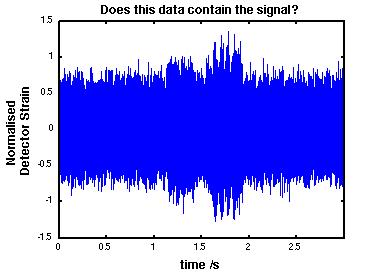 Does this data contain the signal?
1.5
1
0.5
0
-0.5
-1
-1.5
Normalised
Detector Strain
0 0.5 1 1.5 2 2.5
time /s